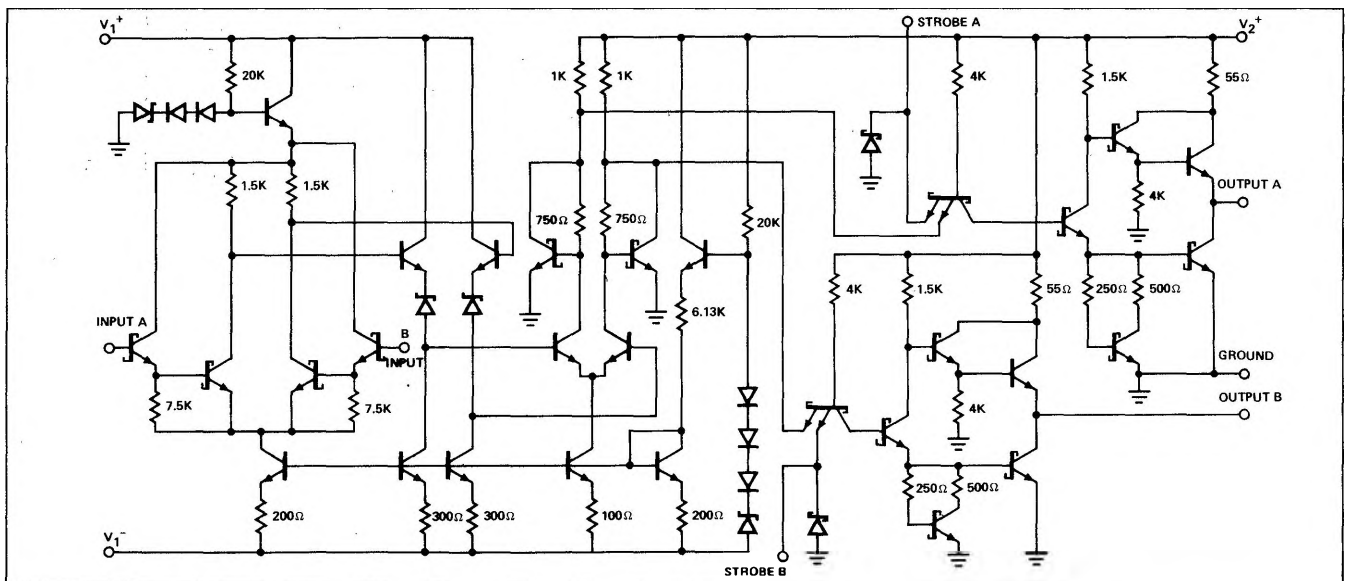 STROBE A
V1+
V2+
20K
1K
1K
4K
1.5K
55Ω
1.5K
1.5K
4K
OUTPUT A
750Ω
750Ω
20K
4K
1.5K
55Ω
250Ω
500Ω
6.13K
INPUT A
B
INPUT
GROUND
7.5K
7.5K
4K
OUTPUT B
250Ω
500Ω
200Ω
300Ω
300Ω
100Ω
200Ω
V1-
STROBE B